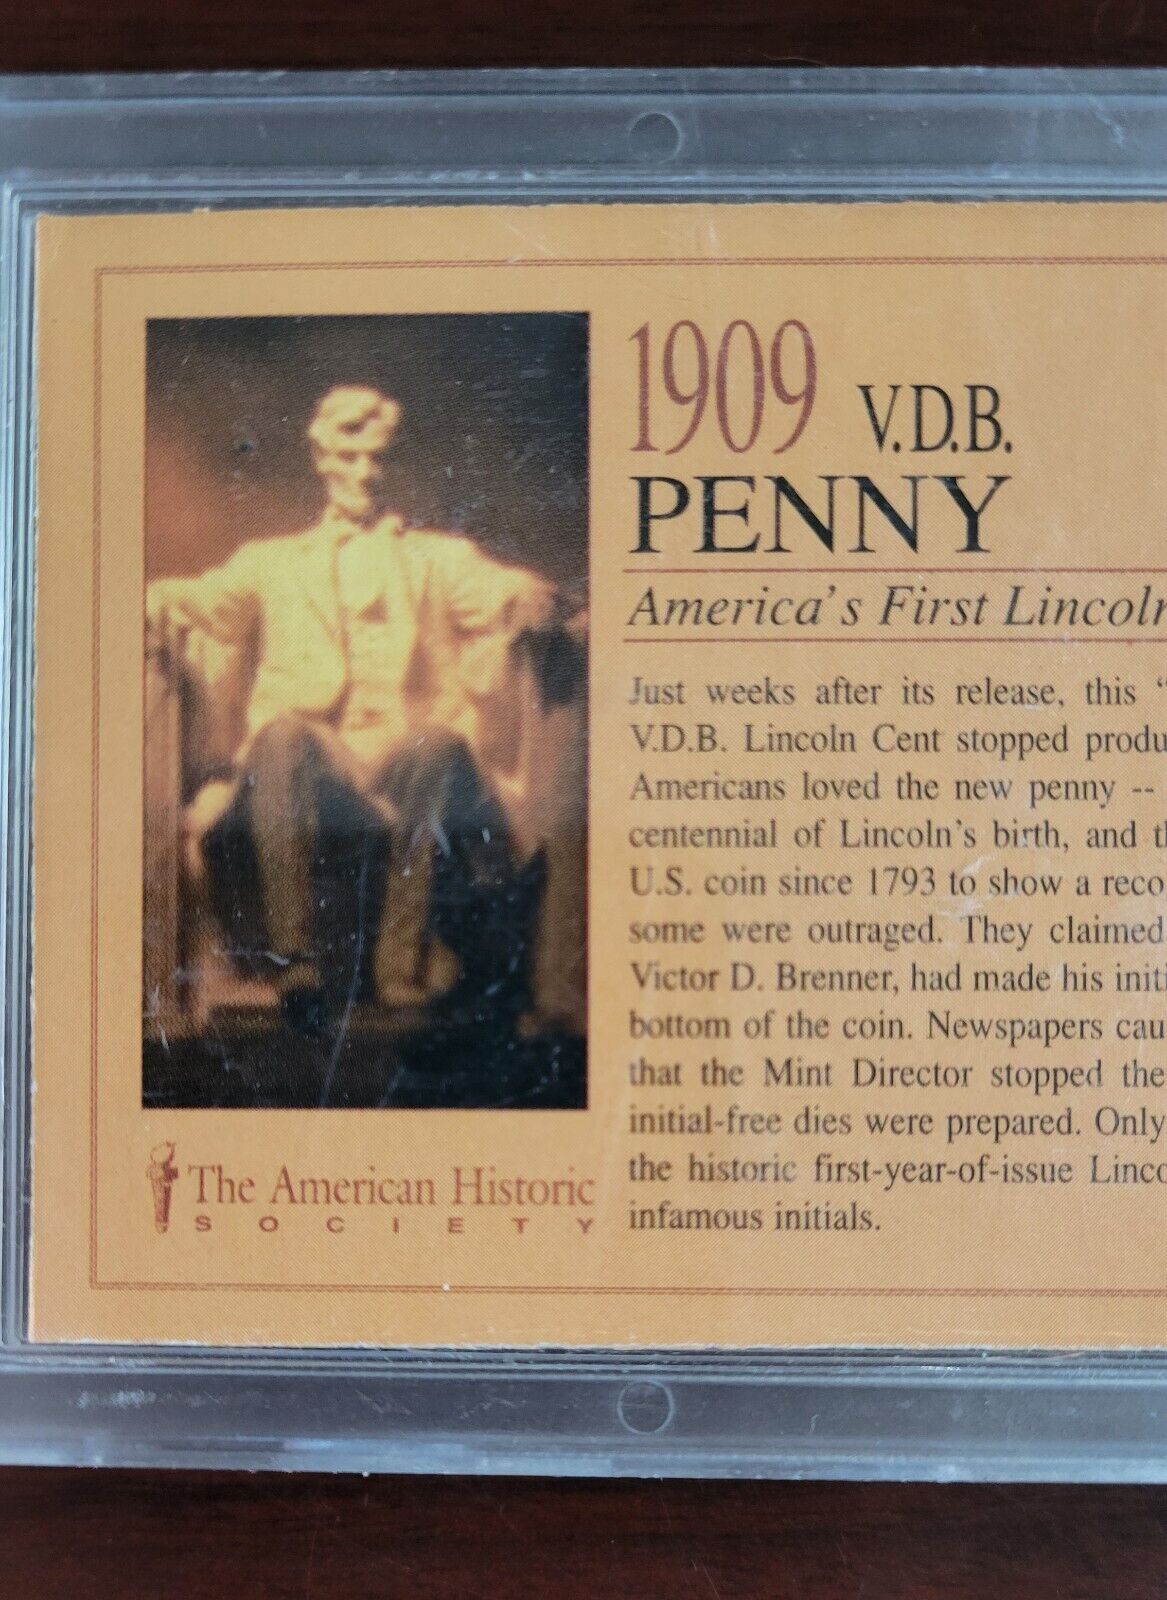 1909 V.D.B.
PENNY
America's First Lincoln
Just weeks after its release, this "
V.D.B. Lincoln Cent stopped produ
Americans loved the new penny --
centennial of Lincoln's birth, and th
U.S. coin since 1793 to show a reco
some were outraged. They claimed
Victor D. Brenner, had made his initi
bottom of the coin. Newspapers cau
that the Mint Director stopped the
initial-free dies were prepared. Only
the historic first-year-of-issue Linco
infamous initials.
The American Historic
SOCIETY